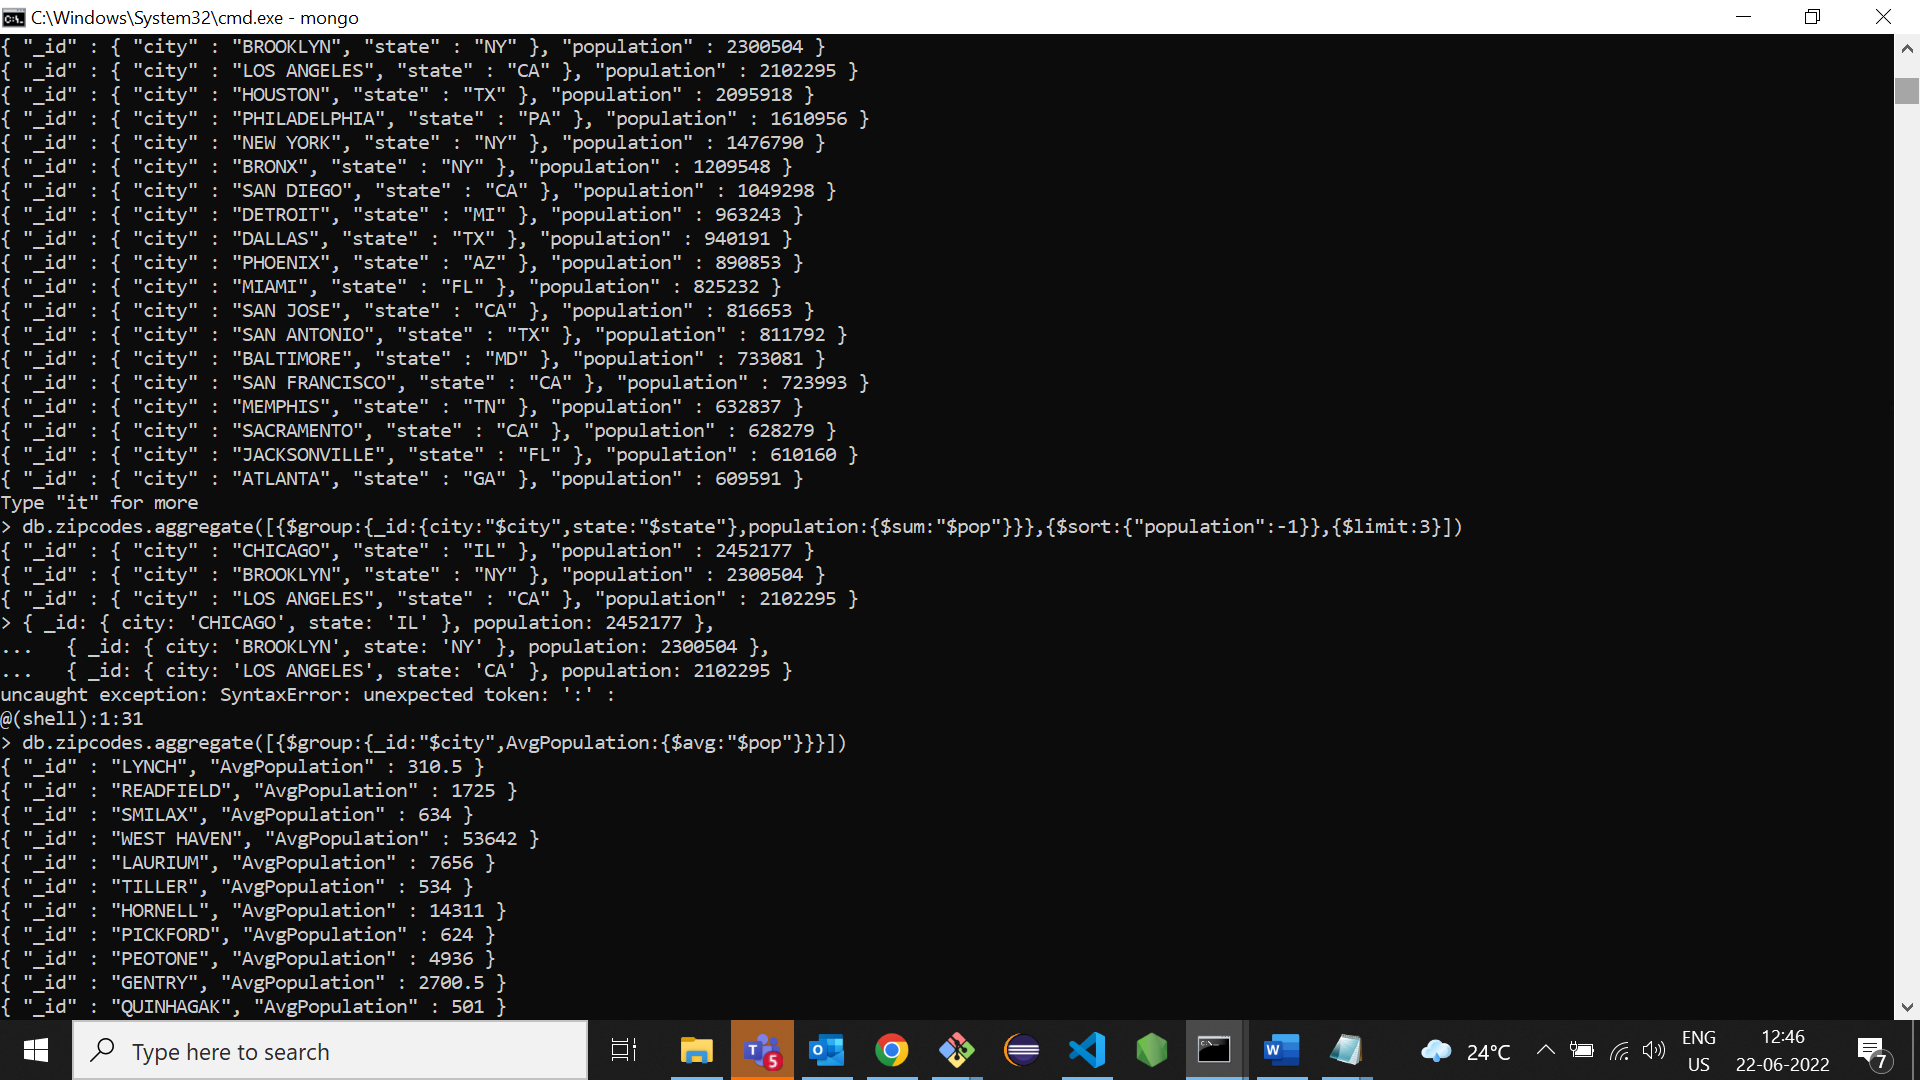 C:\Windows\System32\cmd.exe - mongo
{ "_id" : { "city" : "BROOKLYN", "state" : "NY" }, "population" : 2300504 }
{ "_id" : { "city" : "LOS ANGELES", "state" : "CA" }, "population" : 2102295 }
{ "_id" : { "city" : "HOUSTON", "state" : "TX" }, "population" : 2095918 }
{ "_id" : { "city" : "PHILADELPHIA", "state" : "PA" }, "population" : 1610956 }
{ "_id" : { "city" : "NEW YORK", "state" : "NY" }, "population" : 1476790 }
{ "_id" : { "city" : "BRONX", "state" : "NY" }, "population" : 1209548 }
{ "_id" : { "city" : "SAN DIEGO", "state" : "CA" }, "population" : 1049298 }
{ "_id" : { "city" : "DETROIT", "state" : "MI" }, "population" : 963243 }
{ "_id" : { "city" : "DALLAS", "state" : "TX" }, "population" : 940191 }
{ "_id" : { "city" : "PHOENIX", "state" : "AZ" }, "population" : 890853 }
{ "_id" : { "city" : "MIAMI", "state" : "FL" }, "population" : 825232 }
{ "_id" : { "city" : "SAN JOSE", "state" : "CA" }, "population" : 816653 }
{ "_id" : { "city" : "SAN ANTONIO", "state" : "TX" }, "population" : 811792 }
{ "_id" : { "city" : "BALTIMORE", "state" : "MD" }, "population" : 733081 }
{ "_id" : { "city" : "SAN FRANCISCO", "state" : "CA" }, "population" : 723993 }
{ "_id" : { "city" : "MEMPHIS", "state" : "TN" }, "population" : 632837 }
{ "_id" : { "city" : "SACRAMENTO", "state" : "CA" }, "population" : 628279 }
{ "_id" : { "city" : "JACKSONVILLE", "state" : "FL" }, "population" : 610160 }
{ "_id" : { "city" : "ATLANTA", "state" : "GA" }, "population" : 609591 }
Type "it" for more
> db.zipcodes.aggregate([{$group:{_id:{city:"$city",state:"$state"},population:{$sum:"$pop"}}},{$sort:{"population":-1}},{$limit:3}])
{ "_id" : { "city" : "CHICAGO", "state" : "IL" }, "population" : 2452177 }
{ "_id" : { "city" : "BROOKLYN", "state" : "NY" }, "population" : 2300504 }
{ "_id" : { "city" : "LOS ANGELES", "state" : "CA" }, "population" : 2102295 }
> { _id: { city: 'CHICAGO', state: 'IL' }, population: 2452177 },
...   { _id: { city: 'BROOKLYN', state: 'NY' }, population: 2300504 },
...   { _id: { city: 'LOS ANGELES', state: 'CA' }, population: 2102295 }
uncaught exception: SyntaxError: unexpected token: ':' :
@(shell):1:31
> db.zipcodes.aggregate([{$group:{_id:"$city",AvgPopulation:{$avg:"$pop"}}}])
{ "_id" : "LYNCH", "AvgPopulation" : 310.5 }
{ "_id" : "READFIELD", "AvgPopulation" : 1725 }
{ "_id" : "SMILAX", "AvgPopulation" : 634 }
{ "_id" : "WEST HAVEN", "AvgPopulation" : 53642 }
{ "_id" : "LAURIUM", "AvgPopulation" : 7656 }
{ "_id" : "TILLER", "AvgPopulation" : 534 }
{ "_id" : "HORNELL", "AvgPopulation" : 14311 }
{ "_id" : "PICKFORD", "AvgPopulation" : 624 }
{ "_id" : "PEOTONE", "AvgPopulation" : 4936 }
{ "_id" : "GENTRY", "AvgPopulation" : 2700.5 }
{ "_id" : "QUINHAGAK", "AvgPopulation" : 501 }
Type here to search
5
24°C
ENG
US
12:46
22-06-2022
7